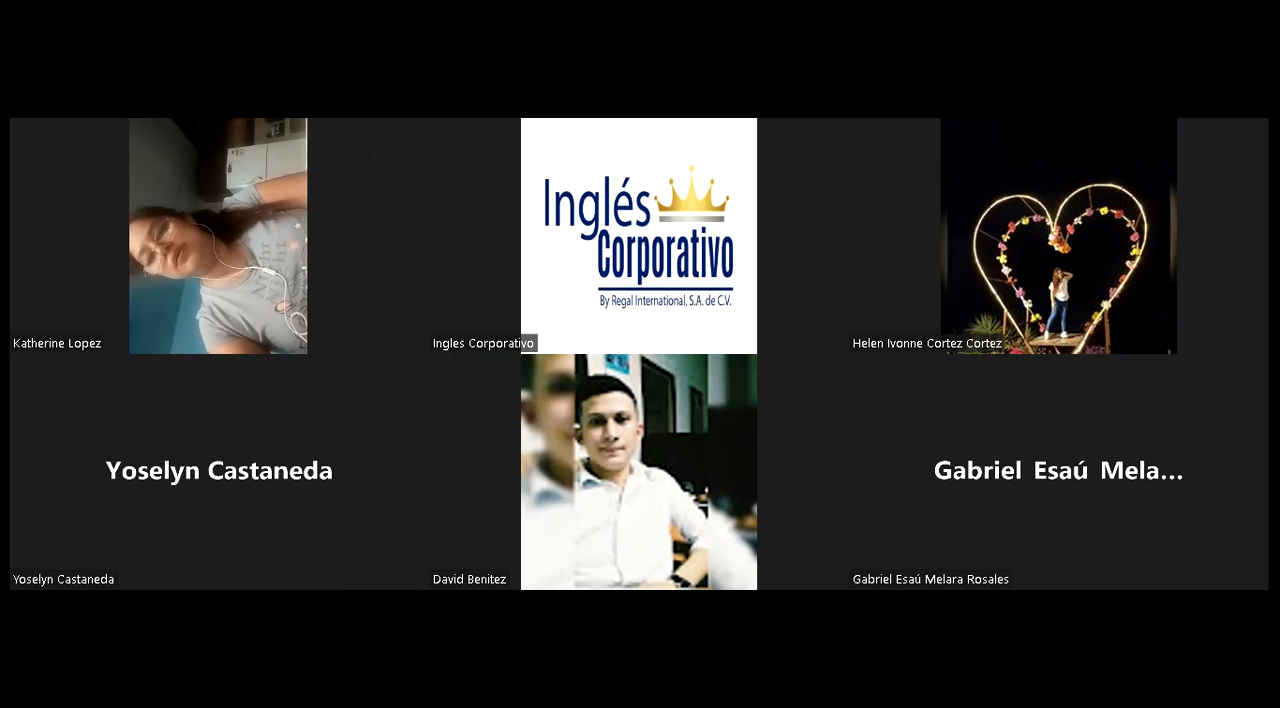 Inglés
Corporativo
By Regal International, S.A. de C.V.
Katherine Lopez
Ingles Corporativo
Helen Ivonne Cortez Cortez
Yoselyn Castaneda
Gabriel Esaú Mela...
Yoselyn Castaneda
David Benitez
Gabriel Esaú Melara Rosales